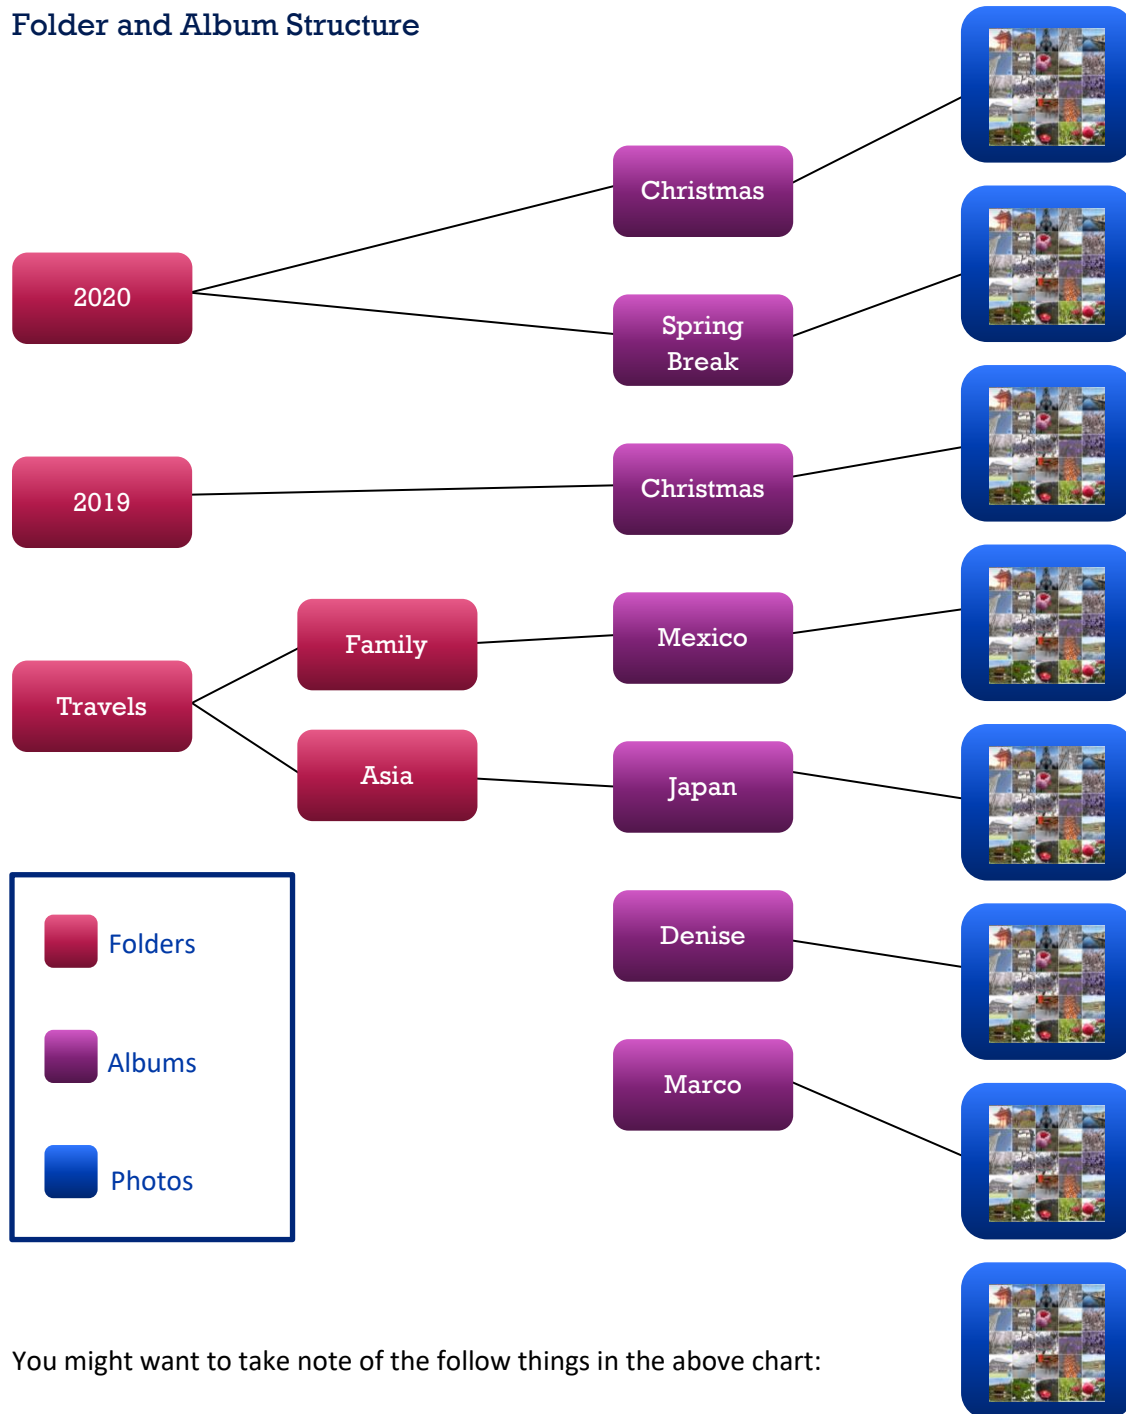 Folder and Album Structure
Christmas
2020
Spring
Break
Christmas
2019
Family
Mexico
Travels
Asia
Japan
Denise
Folders
Albums
Marco
Photos
You might want to take note of the follow things in the above chart: